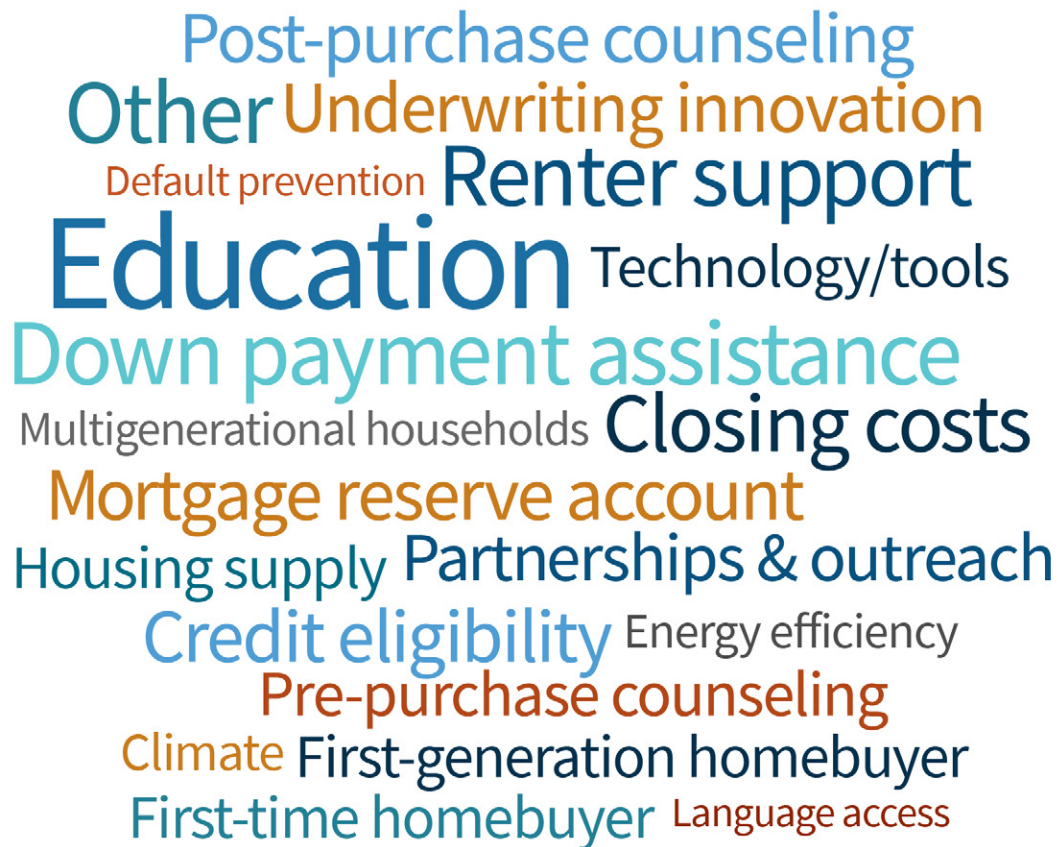 Post-purchase counseling
Other Underwriting innovation
Default prevention Renter support
Education Technology/tools
Down payment assistance
Multigenerational households Closing costs
Mortgage reserve account
Housing supply Partnerships & outreach
Credit eligibility Energy efficiency
Pre-purchase counseling
Climate First-generation homebuyer
First-time homebuyer Language access